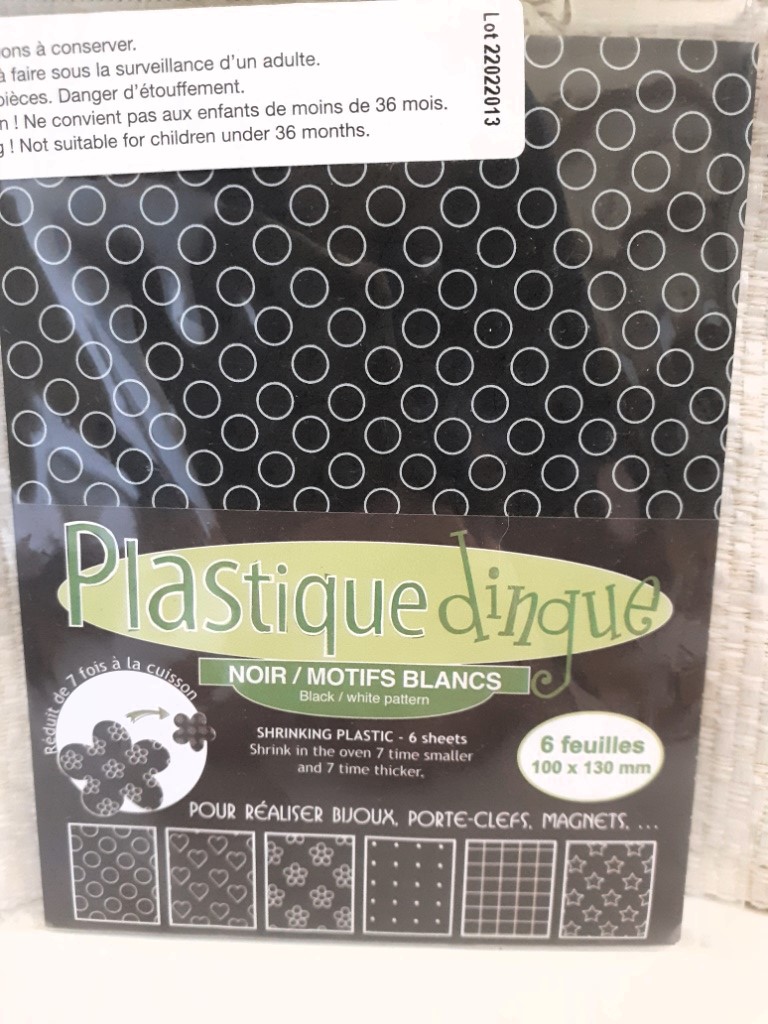 ons à conserver.
à faire sous la surveillance d'un adulte.
pièces. Danger d'étouffement.
n ! Ne convient pas aux enfants de moins de 36 mois.
g ! Not suitable for children under 36 months.
Lot 22022013
Plastique dingue
NOIR / MOTIFS BLANCS
Black / white pattern
Réduit de 7 fois à la cuisson
SHRINKING PLASTIC - 6 sheets
Shrink in the oven 7 time smaller
and 7 time thicker.
6 feuilles
100 x 130 mm
POUR RÉALISER BIJOUX, PORTE-CLEFS, MAGNETS, ...